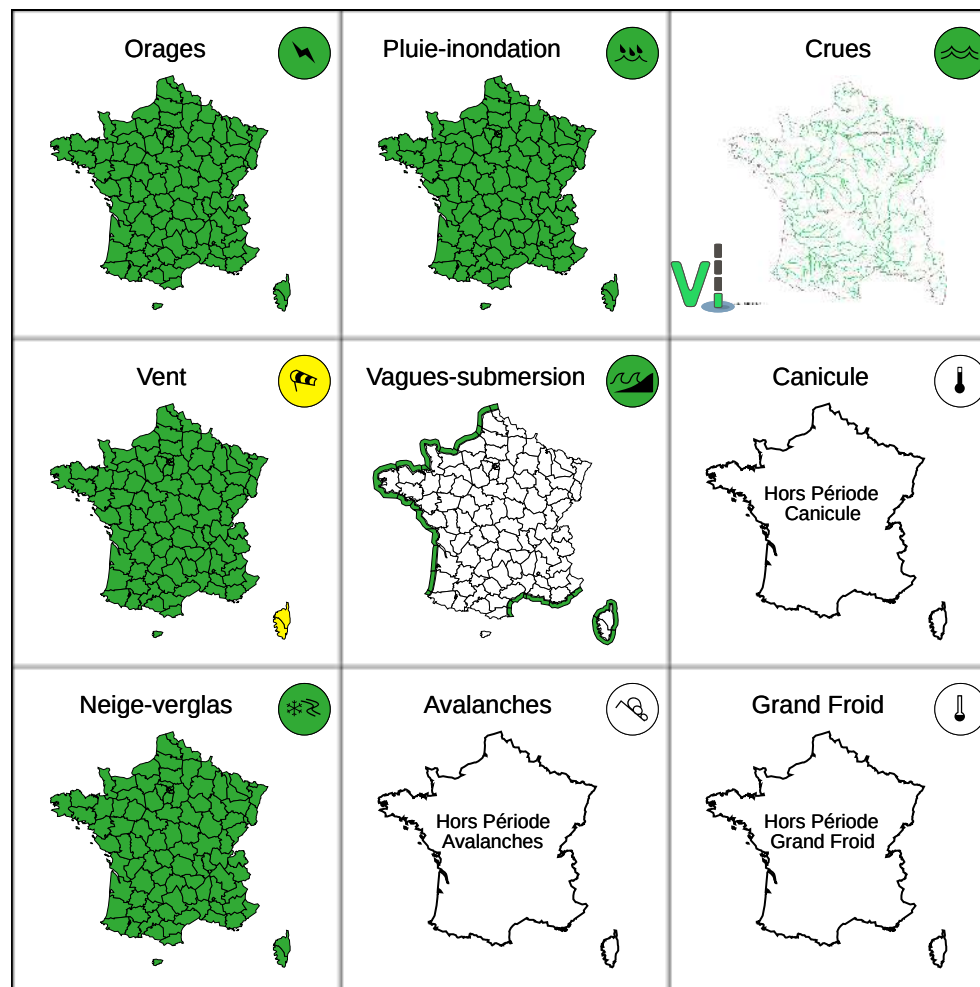 Orages
Pluie-inondation
Crues
Vi
Vent
Vagues-submersion
Canicule
Hors Période
Canicule
Neige-verglas
Avalanches
Grand Froid
Hors Période
Avalanches
Hors Période
Grand Froid